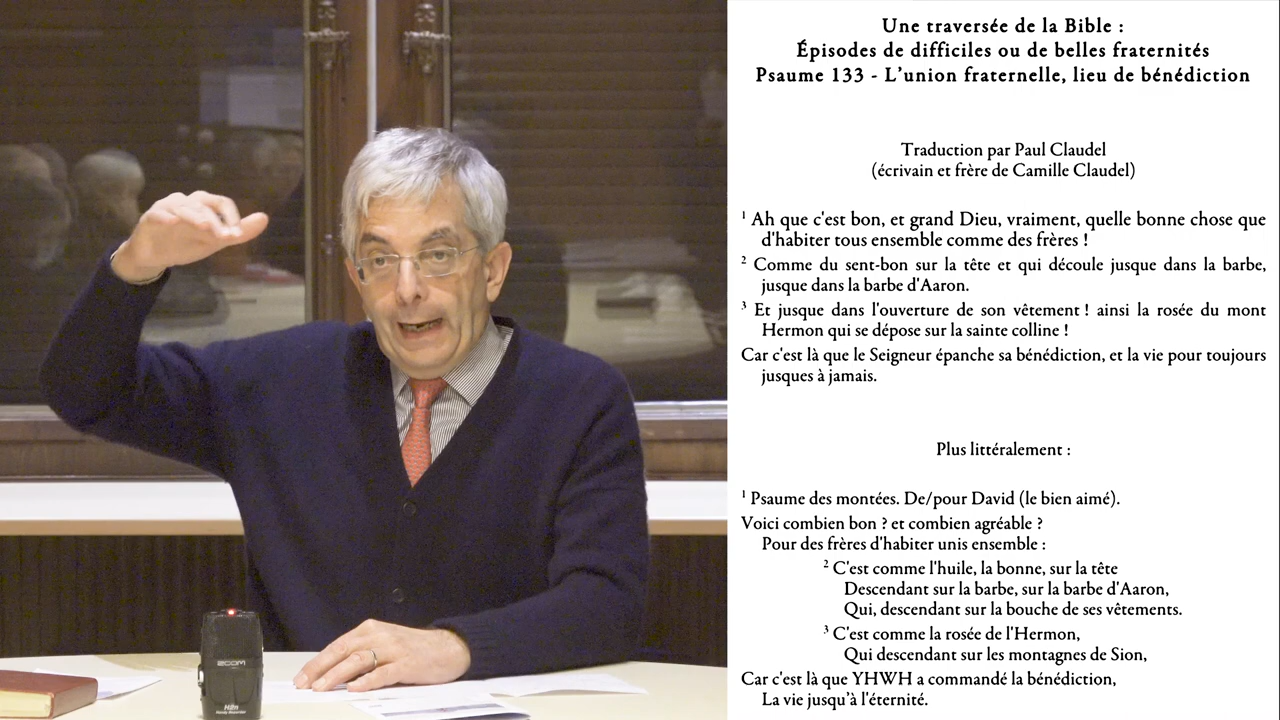 Une traversée de la Bible :
Épisodes de difficiles ou de belles fraternités
Psaume 133 - L'union fraternelle, lieu de bénédiction
Traduction par Paul Claudel
(écrivain et frère de Camille Claudel)
¹ Ah que c'est bon, et grand Dieu, vraiment, quelle bonne chose que
d'habiter tous ensemble comme des frères !
² Comme du sent-bon sur la tête et qui découle jusque dans la barbe,
jusque dans la barbe d'Aaron.
³ Et jusque dans l'ouverture de son vêtement ! ainsi la rosée du mont
Hermon qui se dépose sur la sainte colline !
Car c'est là que le Seigneur épanche sa bénédiction, et la vie pour toujours
jusques à jamais.
Plus littéralement :
¹ Psaume des montées. De/pour David (le bien aimé).
Voici combien bon ? et combien agréable ?
Pour des frères d'habiter unis ensemble :
² C'est comme l'huile, la bonne, sur la tête
Descendant sur la barbe, sur la barbe d'Aaron,
Qui, descendant sur la bouche de ses vêtements.
³ C'est comme la rosée de l'Hermon,
Qui descendant sur les montagnes de Sion,
Car c'est là que YHWH a commandé la bénédiction,
La vie jusqu'à l'éternité.
zoom
H2n
Handy Recorder